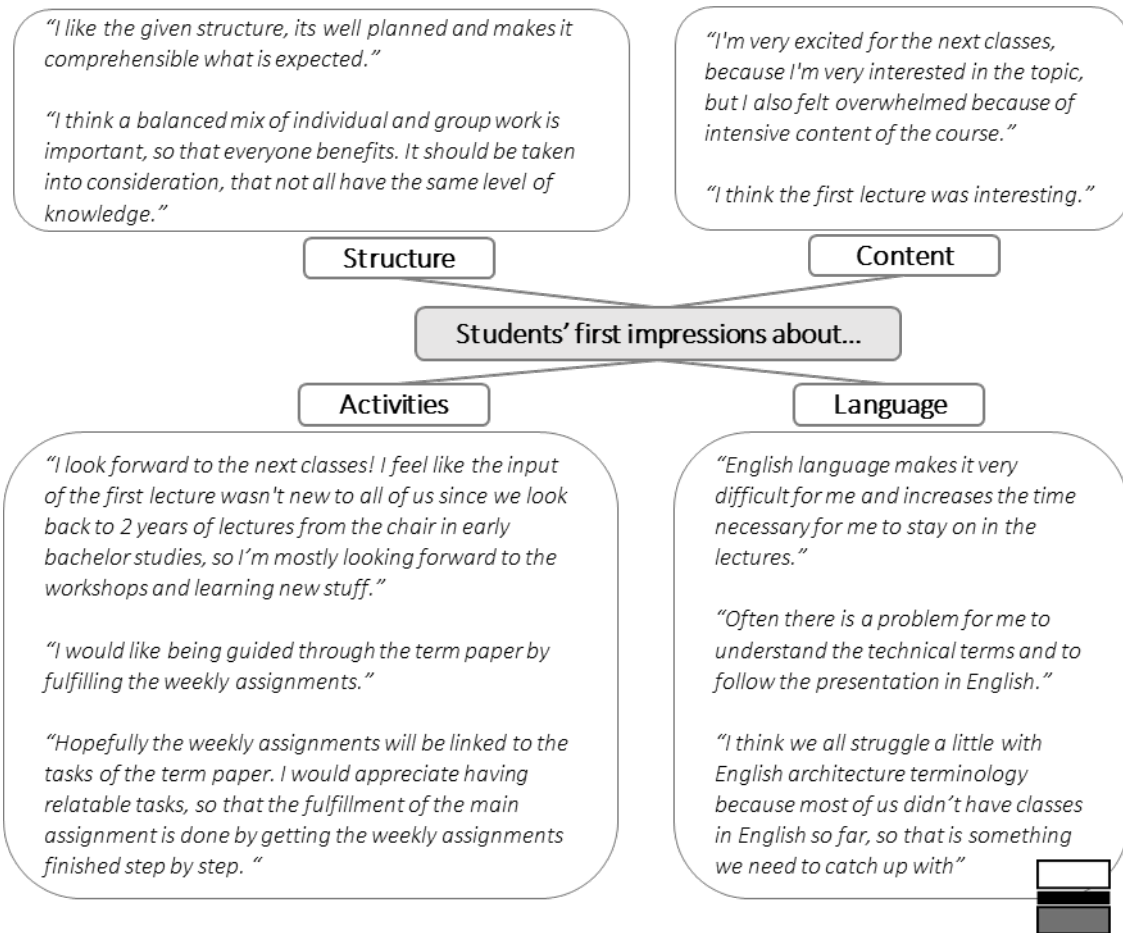 “I like the given structure, its well planned and makes it
comprehensible what is expected.”
“I think a balanced mix of individual and group work is
important, so that everyone benefits. It should be taken
into consideration, that not all have the same level of
knowledge.”
Structure
“I'm very excited for the next classes,
because I'm very interested in the topic,
but I also felt overwhelmed because of
intensive content of the course.”
“I think the first lecture was interesting.”
Content
Students’ first impressions about...
Activities
“I look forward to the next classes! I feel like the input
of the first lecture wasn't new to all of us since we look
back to 2 years of lectures from the chair in early
bachelor studies, so I’m mostly looking forward to the
workshops and learning new stuff.”
“I would like being guided through the term paper by
fulfilling the weekly assignments.”
“Hopefully the weekly assignments will be linked to the
tasks of the term paper. I would appreciate having
relatable tasks, so that the fulfillment of the main
assignment is done by getting the weekly assignments
finished step by step. “
Language
“English language makes it very
difficult for me and increases the time
necessary for me to stay on in the
lectures.”
“Often there is a problem for me to
understand the technical terms and to
follow the presentation in English.”
“I think we all struggle a little with
English architecture terminology
because most of us didn’t have classes
in English so far, so that is something
we need to catch up with”